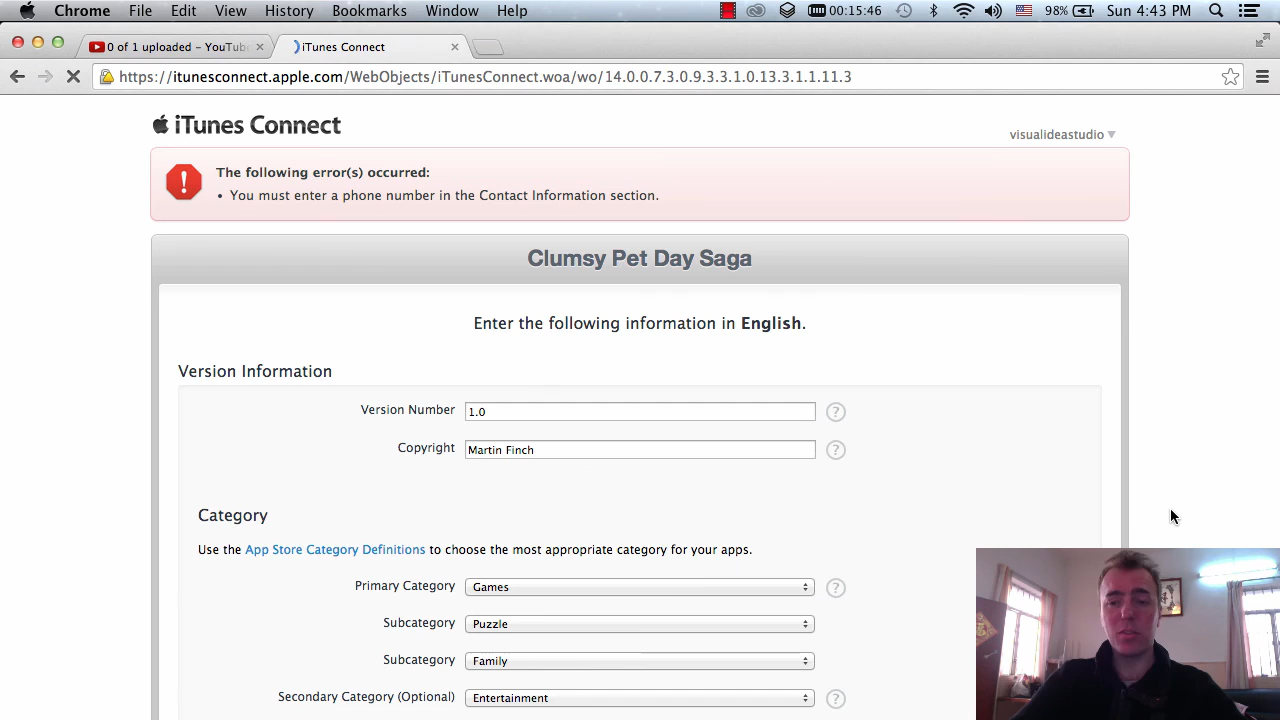 Chrome File Edit View History Bookmarks Window Help 00:15:46 98% Sun 4:43 PM
0 of 1 uploaded – YouTube iTunes Connect
https://itunesconnect.apple.com/WebObjects/iTunesConnect.woa/wo/14.0.0.7.3.0.9.3.3.1.0.13.3.1.1.11.3
iTunes Connect
visualideastudio
The following error(s) occurred:
• You must enter a phone number in the Contact Information section.
Clumsy Pet Day Saga
Enter the following information in English.
Version Information
Version Number 1.0 ?
Copyright Martin Finch ?
Category
Use the App Store Category Definitions to choose the most appropriate category for your apps.
Primary Category Games ?
Subcategory Puzzle
Subcategory Family
Secondary Category (Optional) Entertainment ?